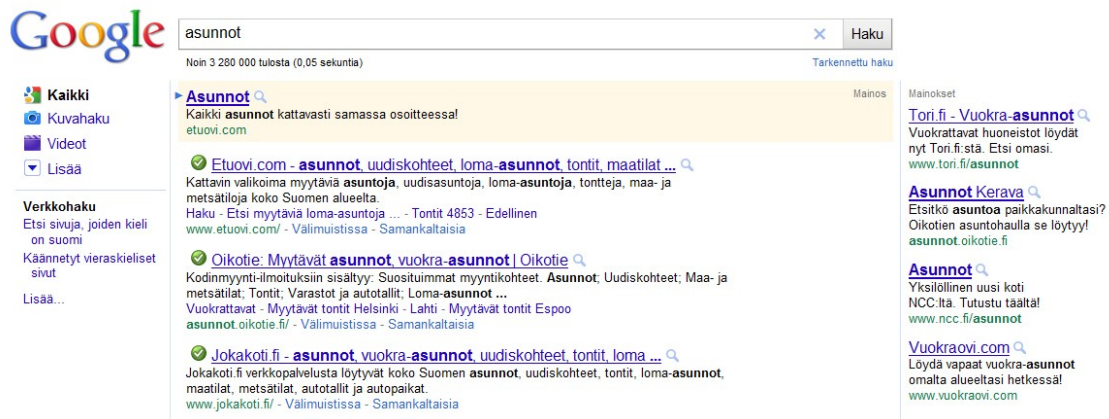 Google
asunnot
Haku
Noin 3 280 000 tulosta (0,05 sekuntia)
Tarkennettu haku
Kaikki
Kuvahaku
Videot
Lisää
Verkkohaku
Etsi sivuja, joiden kieli
on suomi
Käännetyt vieraskieliset
sivut
Lisää...
Asunnot
Mainos
Kaikki asunnot kattavasti samassa osoitteessa!
etuovi.com
Etuovi.com - asunnot, uudiskohteet, loma-asunnot, tontit, maatilat ...
Kattavin valikoima myytäviä asuntoja, uudisasuntoja, loma-asuntoja, tontteja, maa- ja
metsätiloja koko Suomen alueelta.
Haku - Etsi myytäviä loma-asuntoja ... - Tontit 4853 - Edellinen
www.etuovi.com/ - Välimuistissa - Samankaltaisia
Oikotie: Myytävät asunnot, vuokra-asunnot | Oikotie
Kodinmyynti-ilmoituksiin sisältyy: Suosituimmat myyntikohteet. Asunnot; Uudiskohteet; Maa- ja
metsätilat; Tontit; Varastot ja autotallit; Loma-asunnot ...
Vuokrattavat - Myytävät tontit Helsinki - Lahti - Myytävät tontit Espoo
asunnot.oikotie.fi/ - Välimuistissa - Samankaltaisia
Jokakoti.fi - asunnot, vuokra-asunnot, uudiskohteet, tontit, loma ...
Jokakoti.fi verkkopalvelusta löytyvät koko Suomen asunnot, uudiskohteet, tontit, loma-asunnot,
maatilat, metsätilat, autotallit ja autopaikat.
www.jokakoti.fi/ - Välimuistissa - Samankaltaisia
Mainokset
Tori.fi - Vuokra-asunnot
Vuokrattavat huoneistot löydät
nyt Tori.fi:stä. Etsi omasi.
www.tori.fi/asunnot
Asunnot Kerava
Etsitkö asuntoa paikkakunnaltasi?
Oikotien asuntohaulla se löytyy!
asunnot.oikotie.fi
Asunnot
Yksilöllinen uusi koti
NCC:ltä. Tutustu täältä!
www.ncc.fi/asunnot
Vuokraovi.com
Löydä vapaat vuokra-asunnot
omalta alueeltasi hetkessä!
www.vuokraovi.com